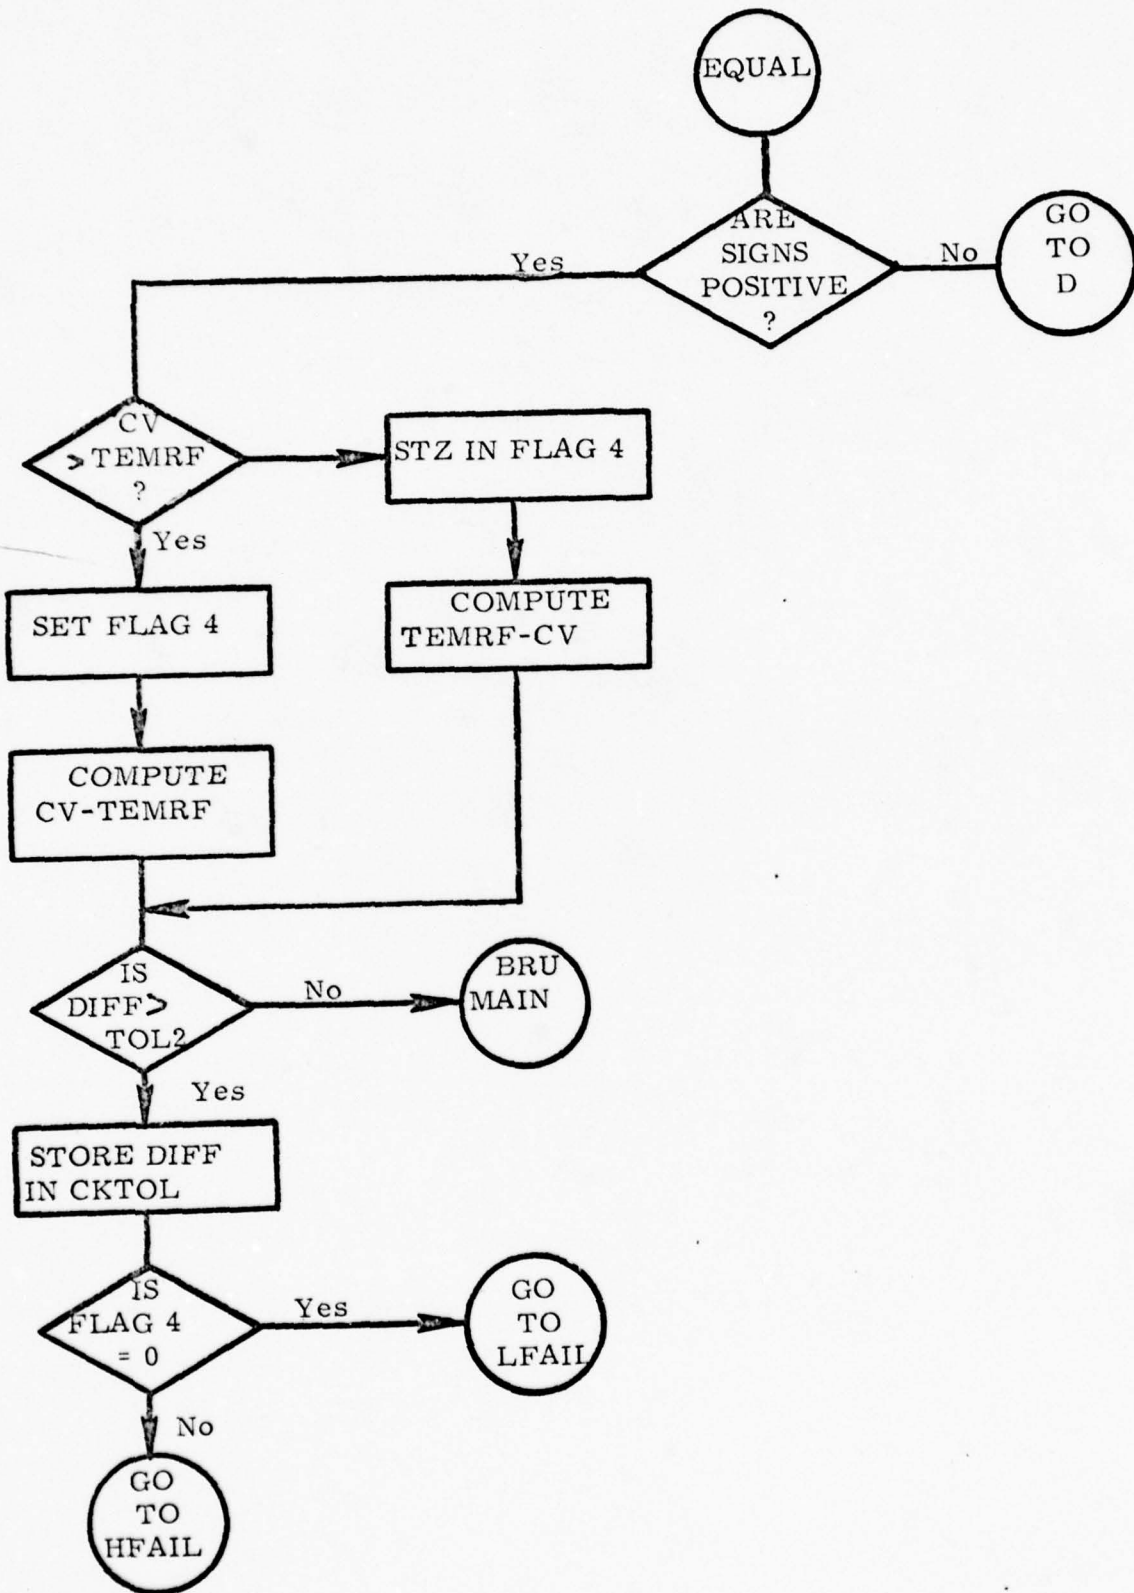 EQUAL
ARE
SIGNS
POSITIVE
?
Yes
No
GO
TO
D
CV
> TEMRF
?
STZ IN FLAG 4
Yes
SET FLAG 4
COMPUTE
TEMRF-CV
COMPUTE
CV-TEMRF
IS
DIFF>
TOL2
No
BRU
MAIN
Yes
STORE DIFF
IN CKTOL
IS
FLAG 4
= 0
Yes
GO
TO
LFAIL
No
GO
TO
HFAIL